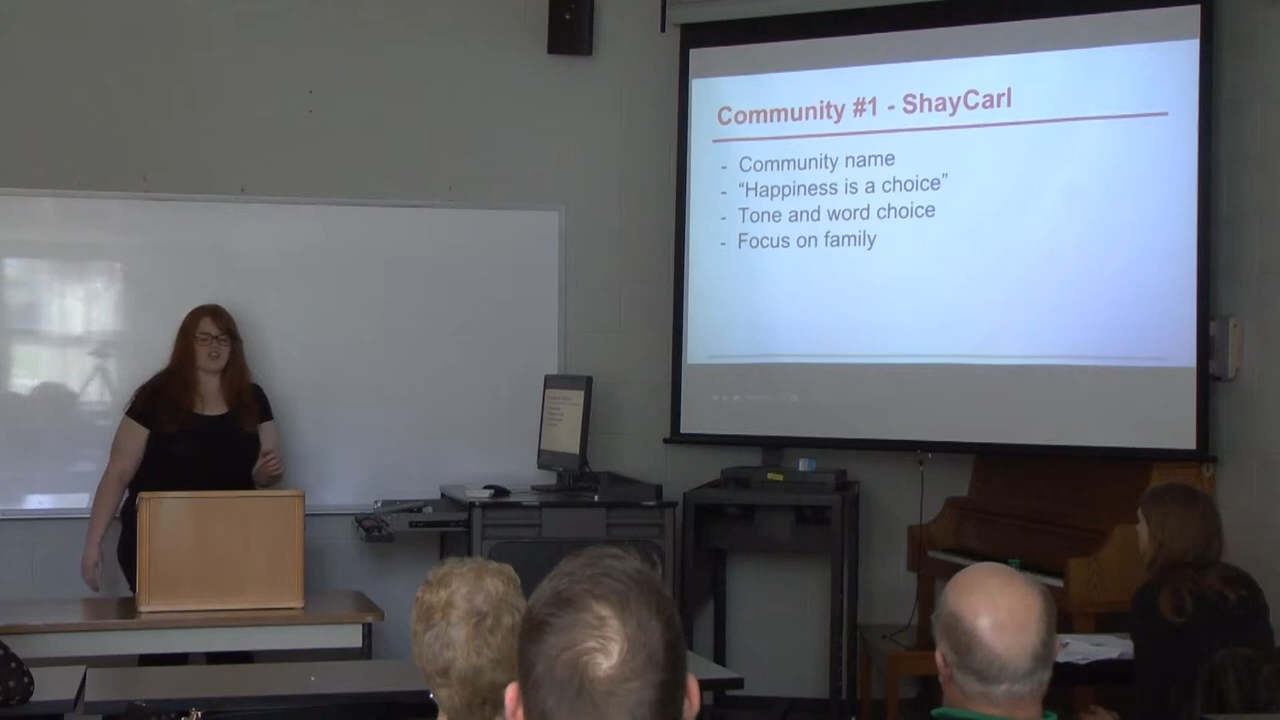 Community #1 - ShayCarl
- Community name
- “Happiness is a choice”
- Tone and word choice
- Focus on family